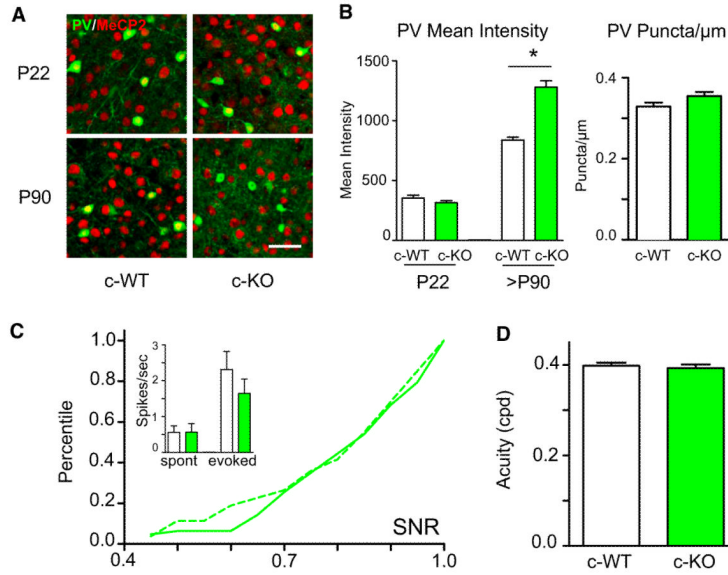 A
PV/MeCP2
P22
P90
c-WT
c-KO
B
PV Mean Intensity
*
1500
1000
500
0
Mean Intensity
c-WT c-KO c-WT c-KO
P22
>P90
PV Puncta/μm
0.4
0.2
0.0
Puncta/μm
c-WT c-KO
C
1.0
0.8
0.6
0.4
0.2
0.0
Percentile
3
2
1
0
Spikes/sec
spont evoked
SNR
0.4 0.7 1.0
D
0.4
0.2
0.0
Acuity (cpd)
c-WT c-KO